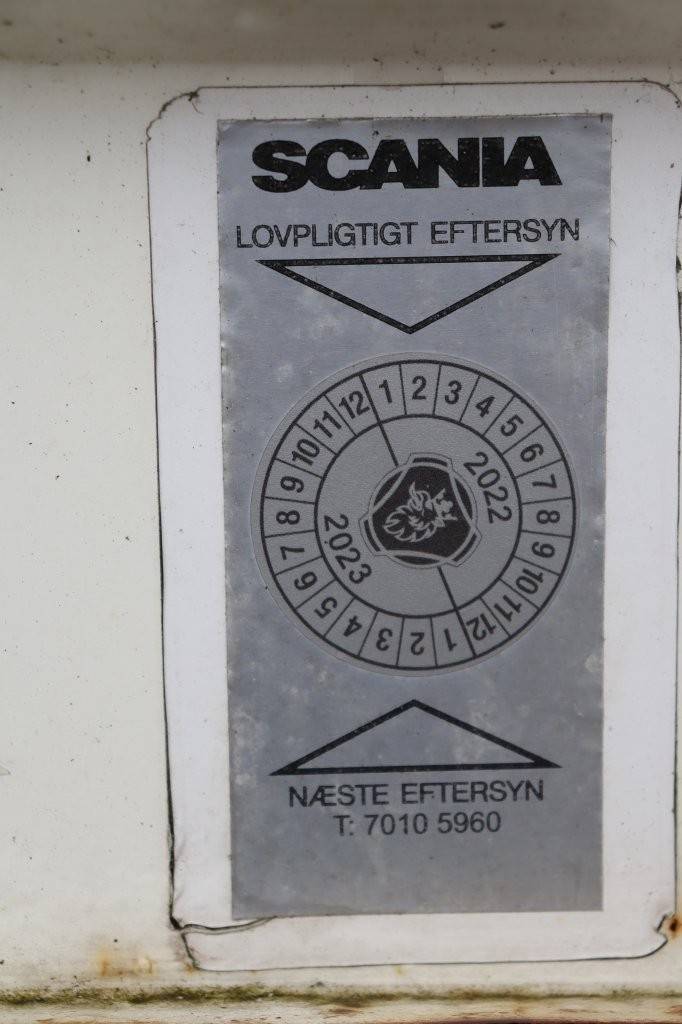 SCANIA
LOVPLIGTIGT EFTERSYN
1 2 3 4 5 6 7 8 9 10 11 12
2022
1 2 3 4 5 6 7 8 9 10 11 12
2023
NÆSTE EFTERSYN
T: 7010 5960